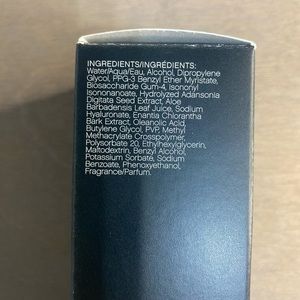 INGREDIENTS/INGRÉDIENTS:
Water/Aqua/Eau, Alcohol, Dipropylene
Glycol, PPG-3 Benzyl Ether Myristate,
Biosaccharide Gum-4, Isononyl
Isononanoate, Hydrolyzed Adansonia
Digitata Seed Extract, Aloe
Barbadensis Leaf Juice, Sodium
Hyaluronate, Enantia Chlorantha
Bark Extract, Oleanolic Acid,
Butylene Glycol, PVP, Methyl
Methacrylate Crosspolymer,
Polysorbate 20, Ethylhexylglycerin,
Maltodextrin, Benzyl Alcohol,
Potassium Sorbate, Sodium
Benzoate, Phenoxyethanol,
Fragrance/Parfum.